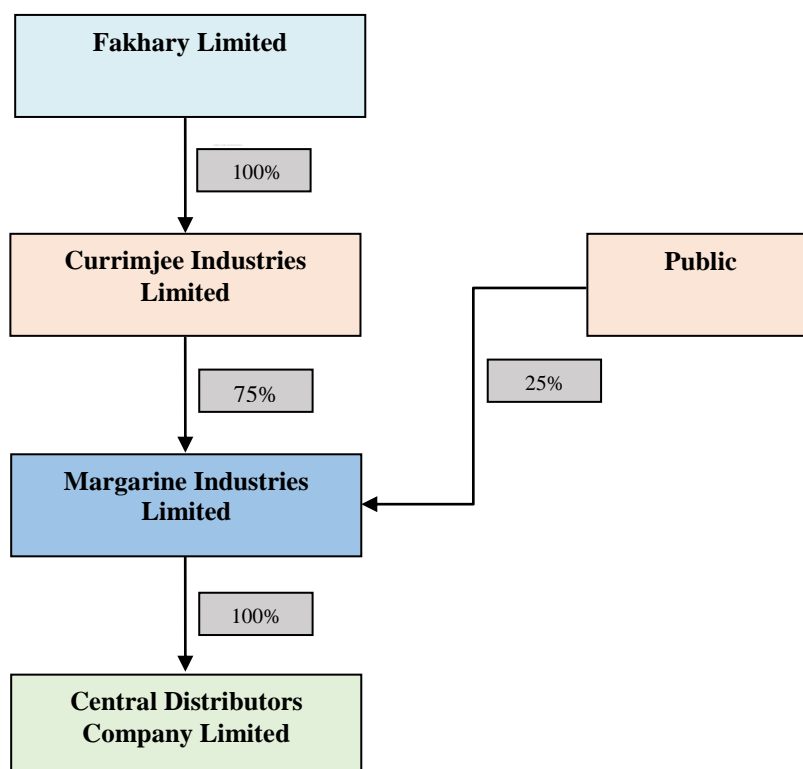 Fakhary Limited
100%
Currimjee Industries
Limited
Public
75%
25%
Margarine Industries
Limited
100%
Central Distributors
Company Limited